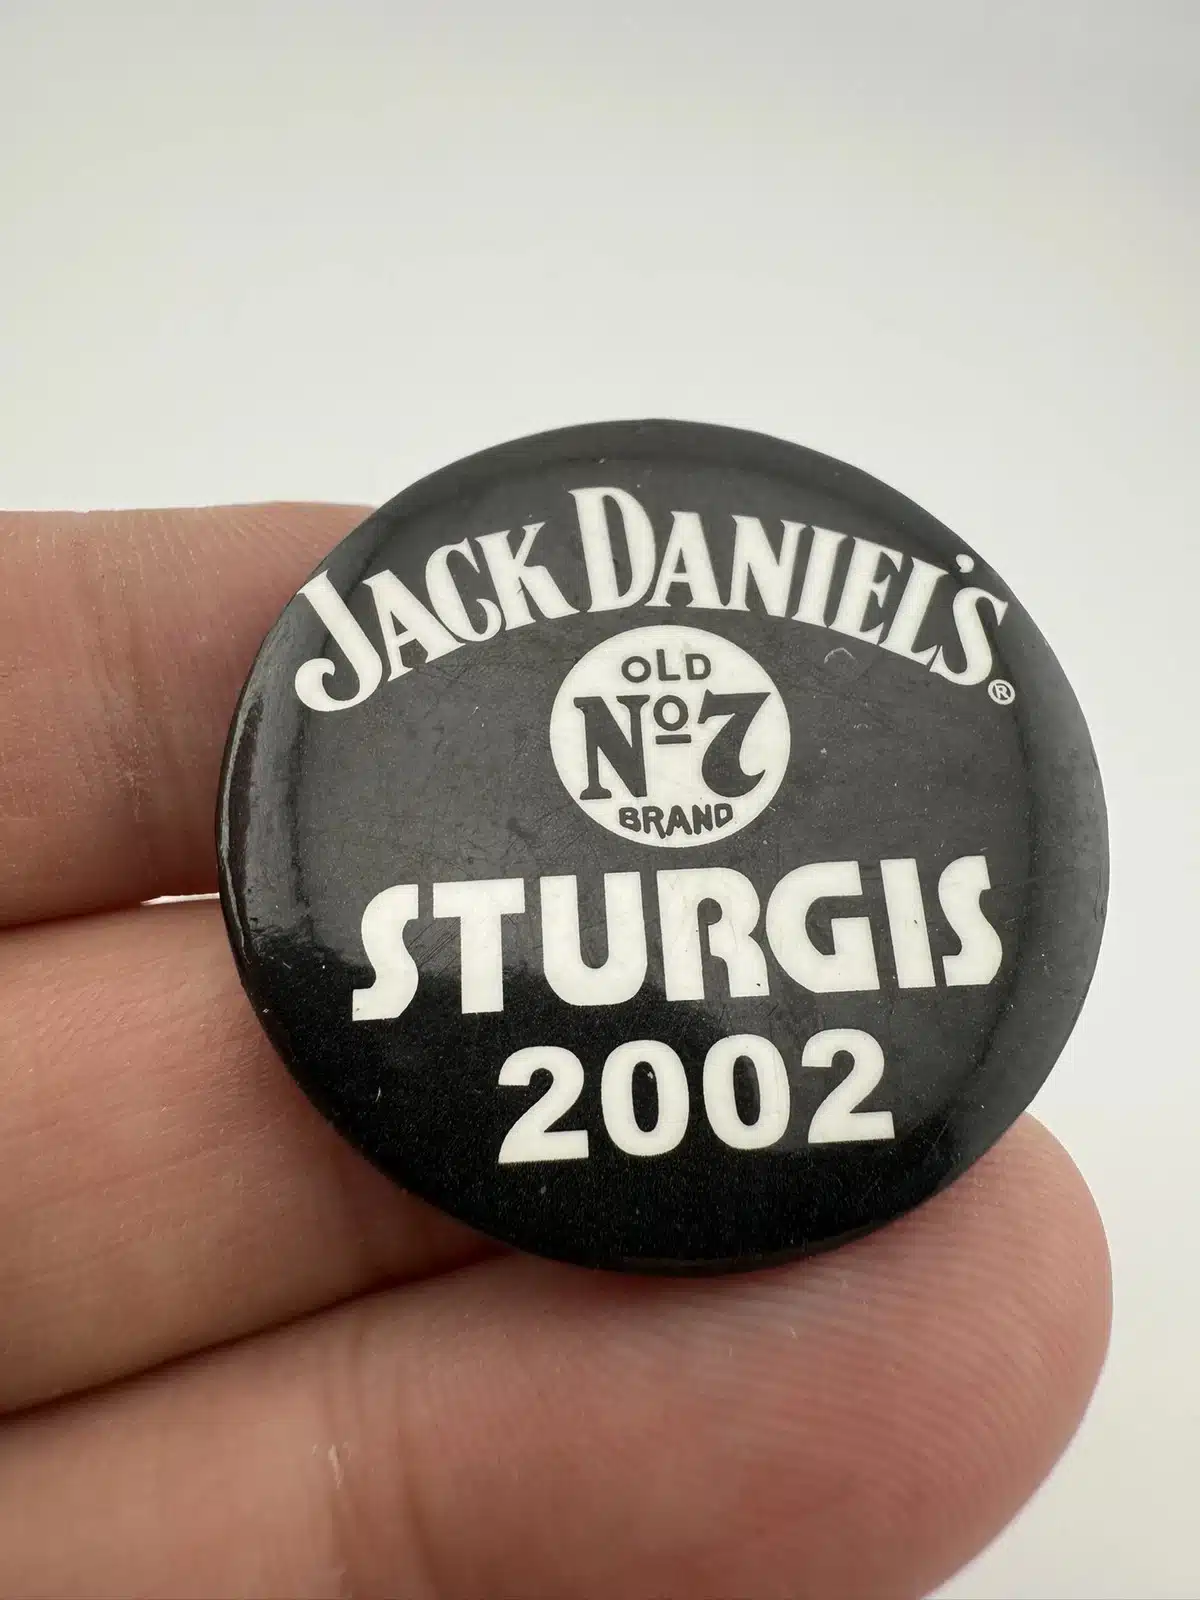 JACK DANIEL'S®
OLD
Nº7
BRAND
STURGIS
2002